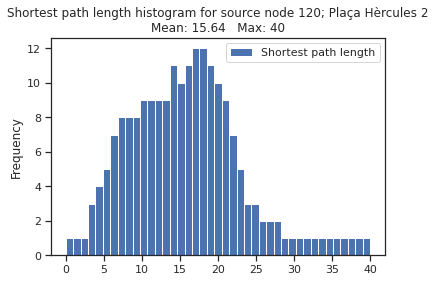 Shortest path length histogram for source node 120; Plaça Hèrcules 2
Mean: 15.64   Max: 40
Shortest path length
Frequency
12
10
8
6
4
2
0
0 5 10 15 20 25 30 35 40